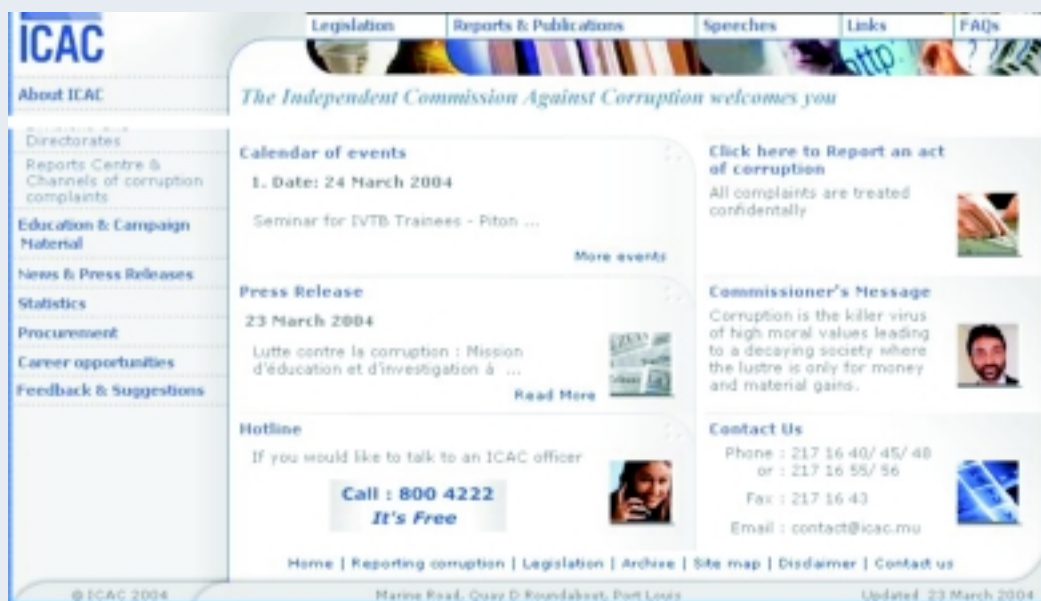 ICAC
Legislation
Reports & Publications
Speeches
Links
FAQs
http.
About ICAC
The Independent Commission Against Corruption welcomes you
Directorates
Reports Centre &
Channels of corruption
complaints
Education & Campaign
Material
News & Press Releases
Statistics
Procurement
Career opportunities
Feedback & Suggestions
Calendar of events
1. Date: 24 March 2004
Seminar for IVTB Trainees - Piton ...
More events
Click here to Report an act
of corruption
All complaints are treated
confidentally
Press Release
23 March 2004
Lutte contre la corruption : Mission
d'éducation et d'investigation à ...
Read More
Commissioner's Message
Corruption is the killer virus
of high moral values leading
to a decaying society where
the lustre is only for money
and material gains.
Hotline
If you would like to talk to an ICAC officer
Call : 800 4222
It's Free
Contact Us
Phone : 217 16 40/ 45/ 48
or : 217 16 55/ 56
Fax : 217 16 43
Email : contact@icac.mu
Home | Reporting corruption | Legislation | Archive | Site map | Disclaimer | Contact us
© ICAC 2004
Marine Road, Quay D Roundabout, Port Louis
Updated 23 March 2004